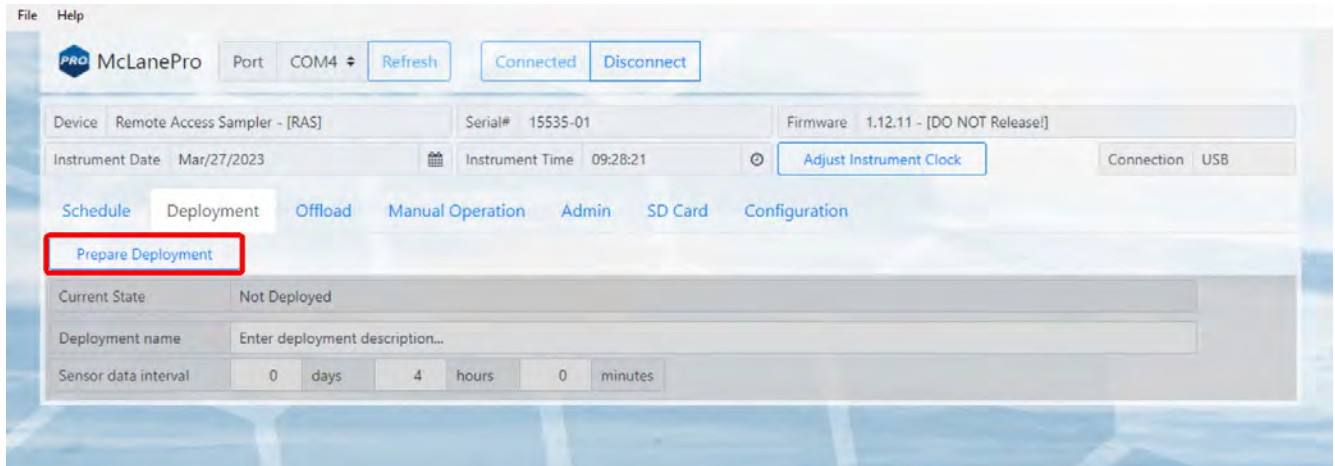 File Help
PRO McLanePro Port COM4 Refresh Connected Disconnect
Device Remote Access Sampler - [RAS] Serial# 15535-01 Firmware 1.12.11 - [DO NOT Release!]
Instrument Date Mar/27/2023 Instrument Time 09:28:21 Adjust Instrument Clock Connection USB
Schedule Deployment Offload Manual Operation Admin SD Card Configuration
Prepare Deployment
Current State Not Deployed
Deployment name Enter deployment description...
Sensor data interval 0 days 4 hours 0 minutes